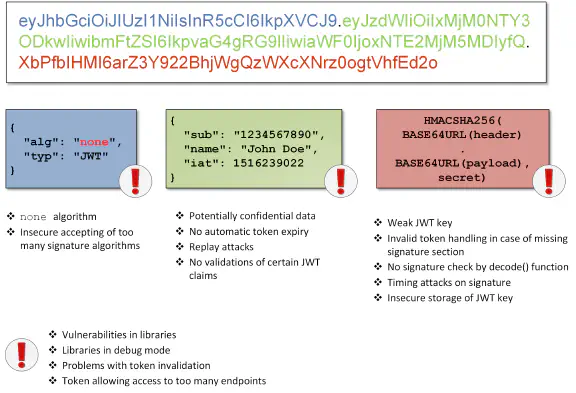 eyJhbGciOiJIUzI1NiIsInR5cCI6IkpXVCJ9.eyJzdWIiOiIxMjM0NTY3
ODkwIiwibmFtZSI6IkpvaG4gRG9lIiwiaWF0IjoxNTE2MjM5MDIyfQ.
XbPfbIHMI6arZ3Y922BhjWgQzWXcXNrz0ogtVhfEd2o
{
"alg": "none",
"typ": "JWT"
}
{
"sub": "1234567890",
"name": "John Doe",
"iat": 1516239022
}
HMACSHA256(
BASE64URL(header)
.
BASE64URL(payload),
secret)
❖ none algorithm
❖ Insecure accepting of too
many signature algorithms
❖ Potentially confidential data
❖ No automatic token expiry
❖ Replay attacks
❖ No validations of certain JWT
claims
❖ Weak JWT key
❖ Invalid token handling in case of missing
signature section
❖ No signature check by decode() function
❖ Timing attacks on signature
❖ Insecure storage of JWT key
❖ Vulnerabilities in libraries
❖ Libraries in debug mode
❖ Problems with token invalidation
❖ Token allowing access to too many endpoints